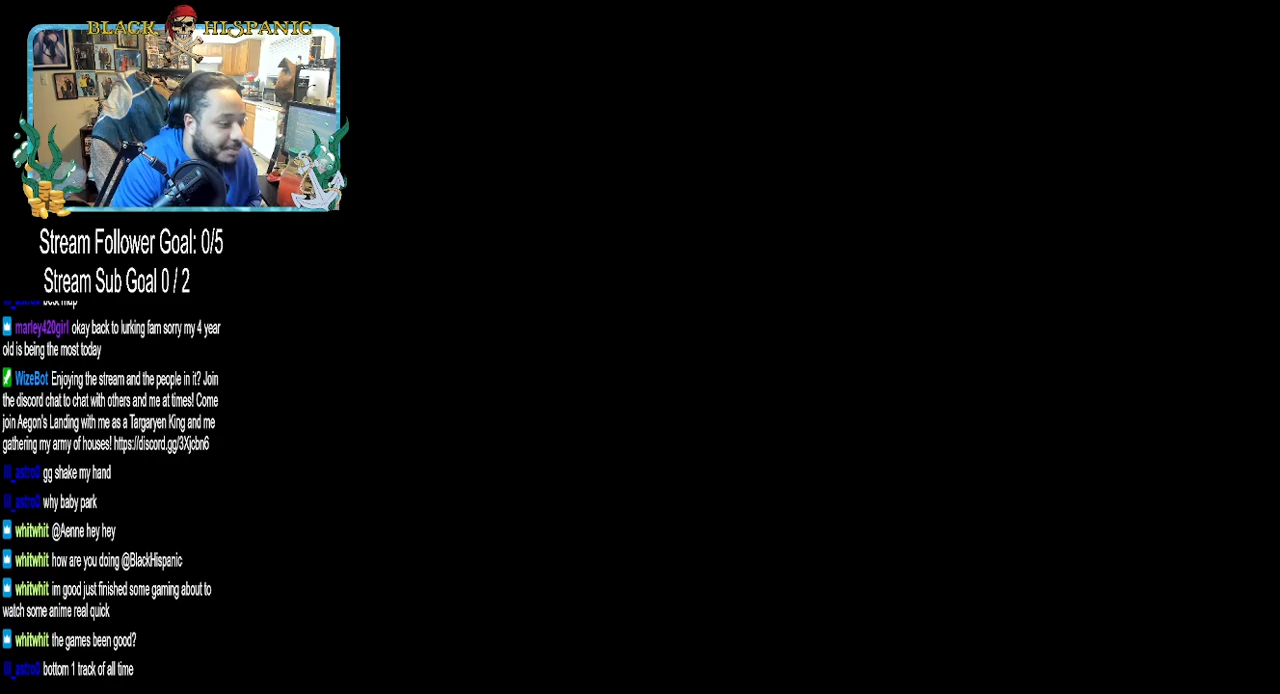 BLACK HISPANIC
Stream Follower Goal: 0/5
Stream Sub Goal 0 / 2
best map
marley420girl okay back to lurking fam sorry my 4 year
old is being the most today
WizeBot Enjoying the stream and the people in it? Join
the discord chat to chat with others and me at times! Come
join Aegon's Landing with me as a Targaryen King and me
gathering my army of houses! https://discord.gg/3Xjcbn6
gg shake my hand
why baby park
whitwhit @Aenne hey hey
whitwhit how are you doing @BlackHispanic
whitwhit im good just finished some gaming about to
watch some anime real quick
whitwhit the games been good?
bottom 1 track of all time